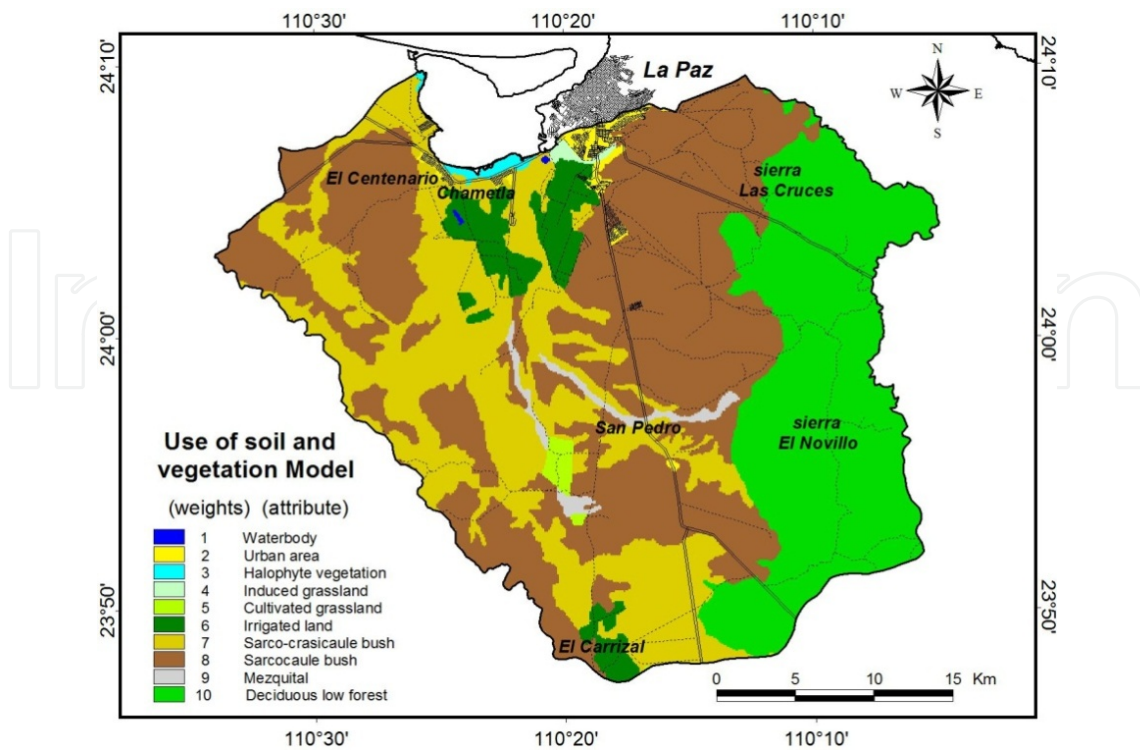 110°30' 110°20' 110°10'
24°10' 24°10'
La Paz
N
W E
S
sierra
Las Cruces
El Centenario
Chametla
24°00' 24°00'
San Pedro
sierra
El Novillo
Use of soil and
vegetation Model
(weights) (attribute)
1 Waterbody
2 Urban area
3 Halophyte vegetation
4 Induced grassland
5 Cultivated grassland
6 Irrigated land
7 Sarco-crasicaule bush
8 Sarcocaule bush
9 Mezquital
10 Deciduous low forest
23°50' 23°50'
El Carrizal
0 5 10 15 Km
110°30' 110°20' 110°10'